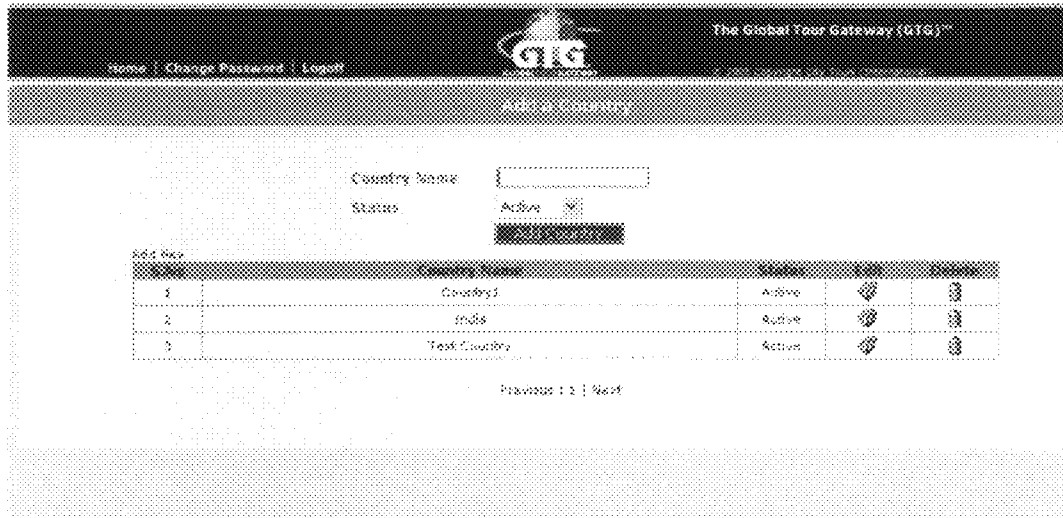 The Global Tour Gateway (GTG)™
GTG
Home | Change Password | Logoff
Add a Country
Country Name
Status Active
Add Country
Add New
S.No Country Name Status Edit Delete
1 Country1 Active
2 India Active
3 Test Country Active
Previous | 1 | Next